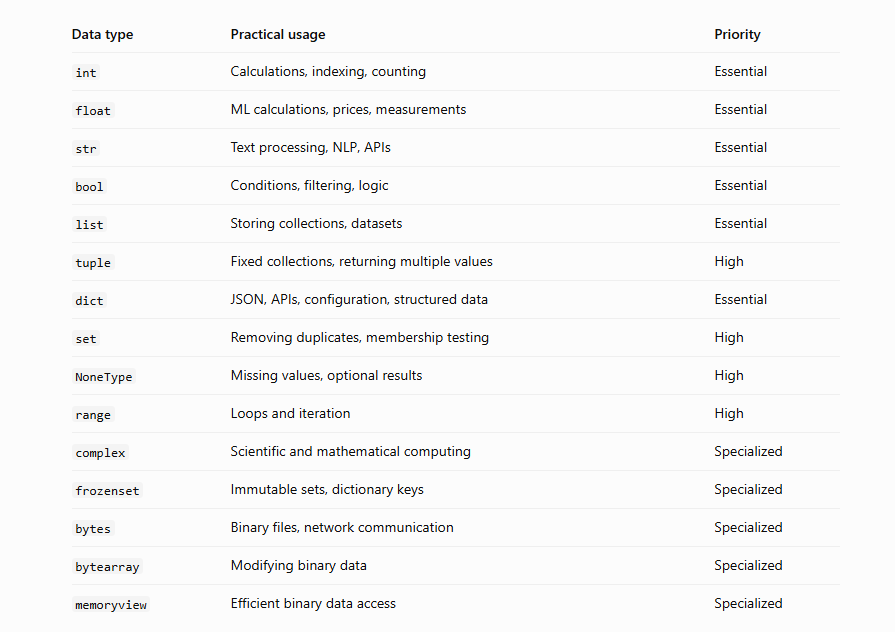 Data type Practical usage Priority
int Calculations, indexing, counting Essential
float ML calculations, prices, measurements Essential
str Text processing, NLP, APIs Essential
bool Conditions, filtering, logic Essential
list Storing collections, datasets Essential
tuple Fixed collections, returning multiple values High
dict JSON, APIs, configuration, structured data Essential
set Removing duplicates, membership testing High
NoneType Missing values, optional results High
range Loops and iteration High
complex Scientific and mathematical computing Specialized
frozenset Immutable sets, dictionary keys Specialized
bytes Binary files, network communication Specialized
bytearray Modifying binary data Specialized
memoryview Efficient binary data access Specialized